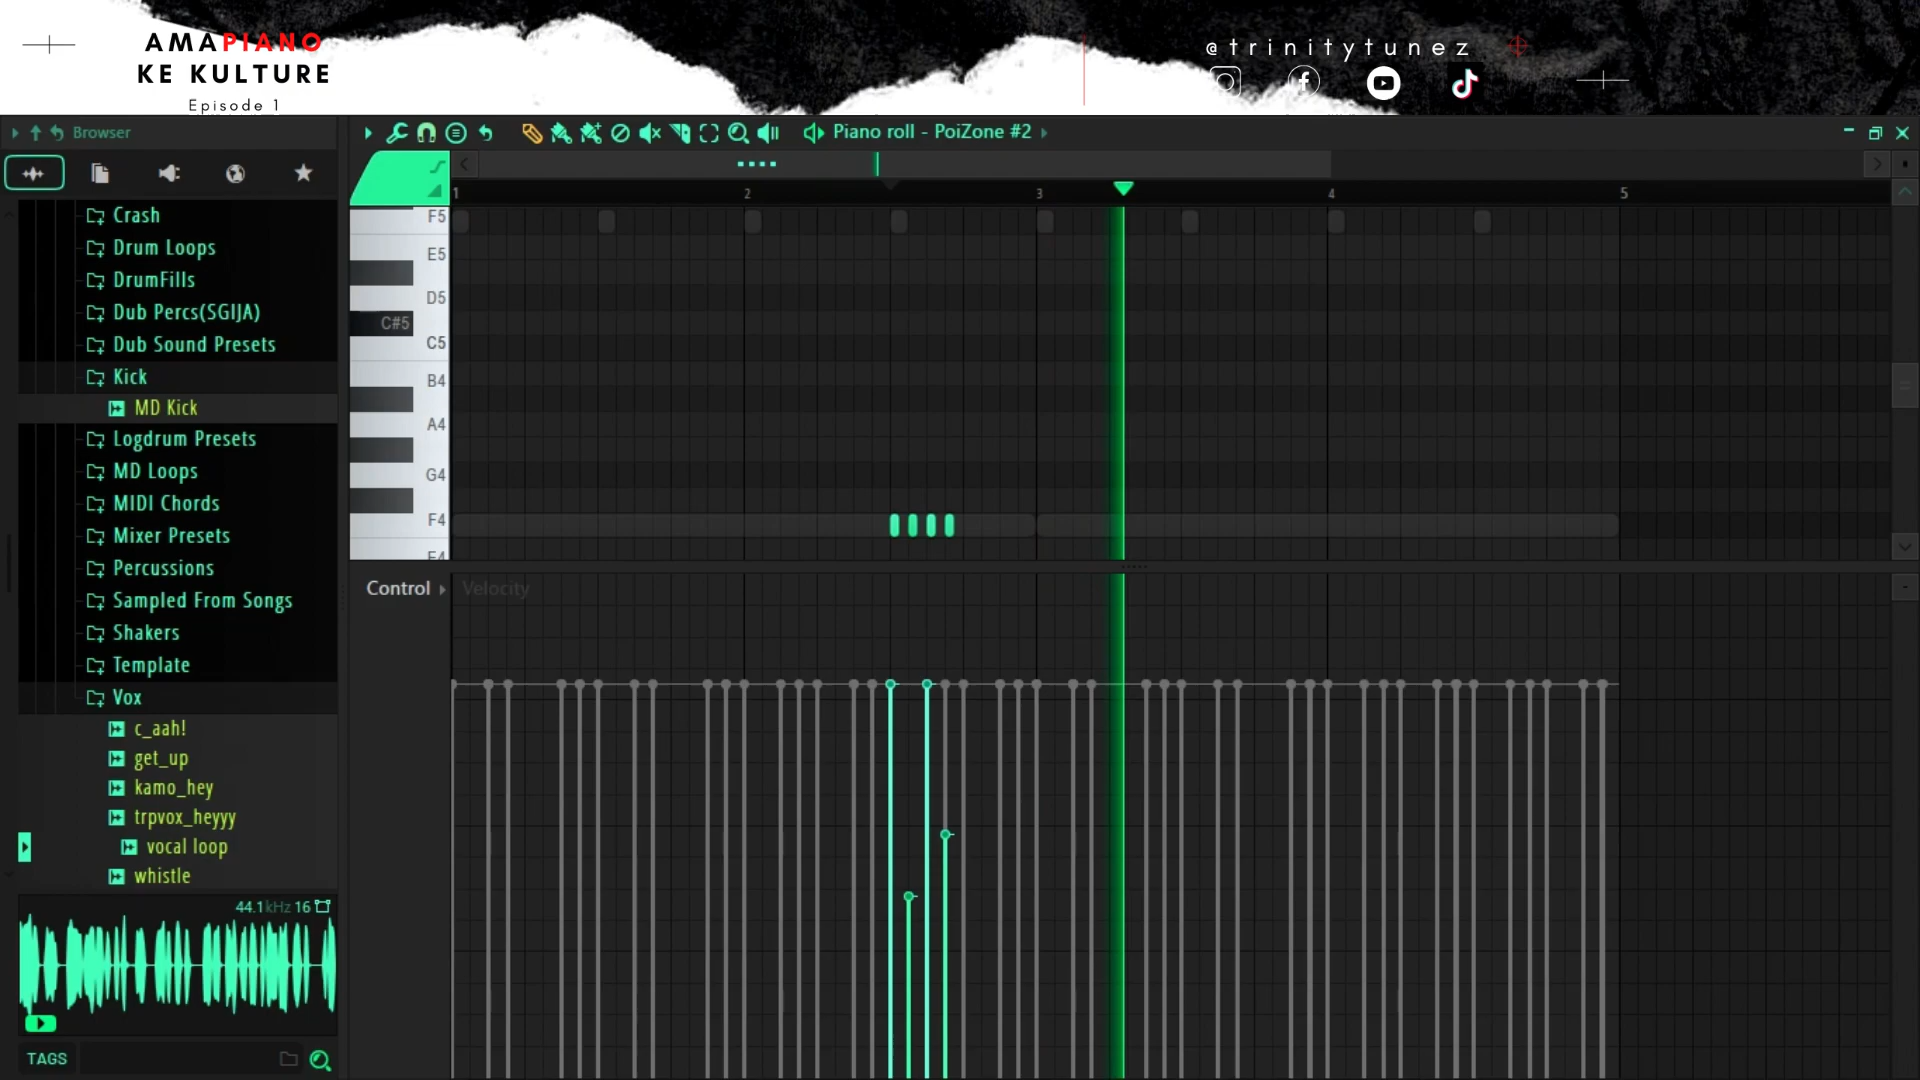 AMAPIANO
KE KULTURE
Episode 1
@trinitytunez
Browser
Piano roll - PoiZone #2
1 2 3 4 5
Crash
Drum Loops
DrumFills
Dub Percs(SGIJA)
Dub Sound Presets
Kick
MD Kick
Logdrum Presets
MD Loops
MIDI Chords
Mixer Presets
Percussions
Sampled From Songs
Shakers
Template
Vox
c_aah!
get_up
kamo_hey
trpvox_heyyy
vocal loop
whistle
44.1kHz 16
TAGS
F5
E5
D5
C#5
C5
B4
A4
G4
F4
E4
Control
Velocity